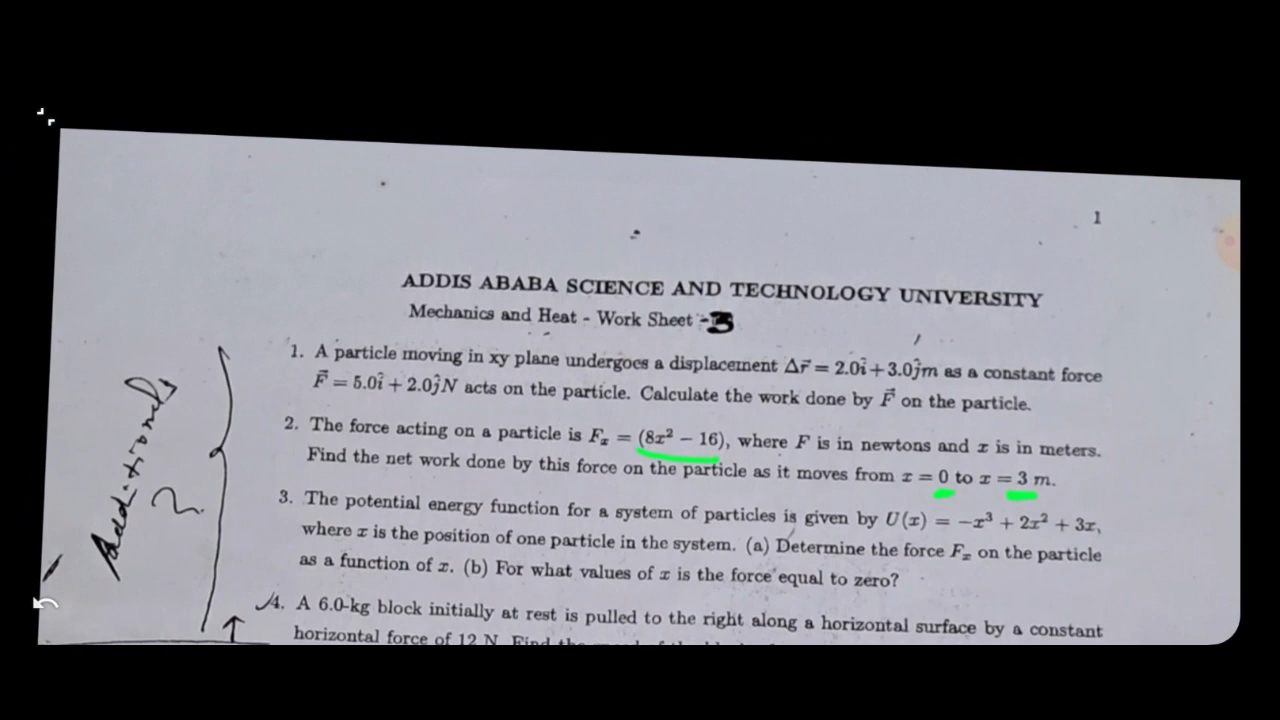 1
ADDIS ABABA SCIENCE AND TECHNOLOGY UNIVERSITY
Mechanics and Heat - Work Sheet -3
1. A particle moving in xy plane undergoes a displacement Δr⃗ = 2.0î+3.0ĵm as a constant force
F⃗ = 5.0î + 2.0ĵN acts on the particle. Calculate the work done by F⃗ on the particle.
2. The force acting on a particle is Fₓ = (8x² − 16), where F is in newtons and x is in meters.
Find the net work done by this force on the particle as it moves from x = 0 to x = 3 m.
3. The potential energy function for a system of particles is given by U(x) = −x³ + 2x² + 3x,
where x is the position of one particle in the system. (a) Determine the force Fₓ on the particle
as a function of x. (b) For what values of x is the force equal to zero?
4. A 6.0-kg block initially at rest is pulled to the right along a horizontal surface by a constant
horizontal force of 12 N. Find the